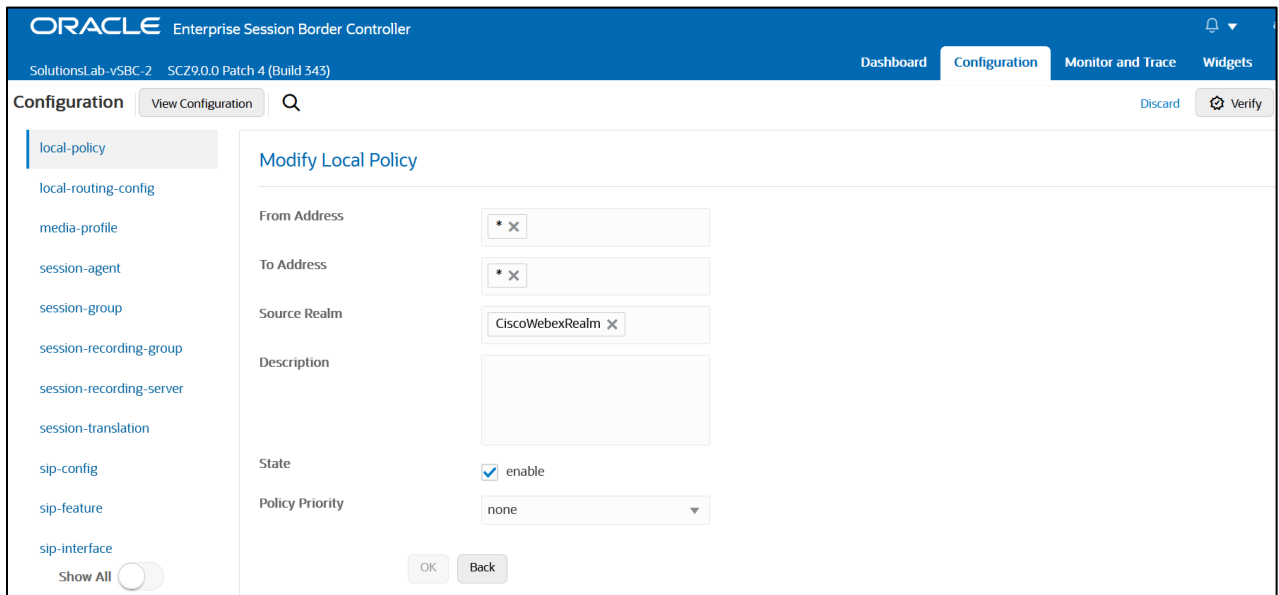 ORACLE Enterprise Session Border Controller
SolutionsLab-vSBC-2 SCZ9.0.0 Patch 4 (Build 343)
Dashboard Configuration Monitor and Trace Widgets
Configuration View Configuration Discard Verify
local-policy
local-routing-config
media-profile
session-agent
session-group
session-recording-group
session-recording-server
session-translation
sip-config
sip-feature
sip-interface
Show All
Modify Local Policy
From Address * ×
To Address * ×
Source Realm CiscoWebexRealm ×
Description
State enable
Policy Priority none
OK Back